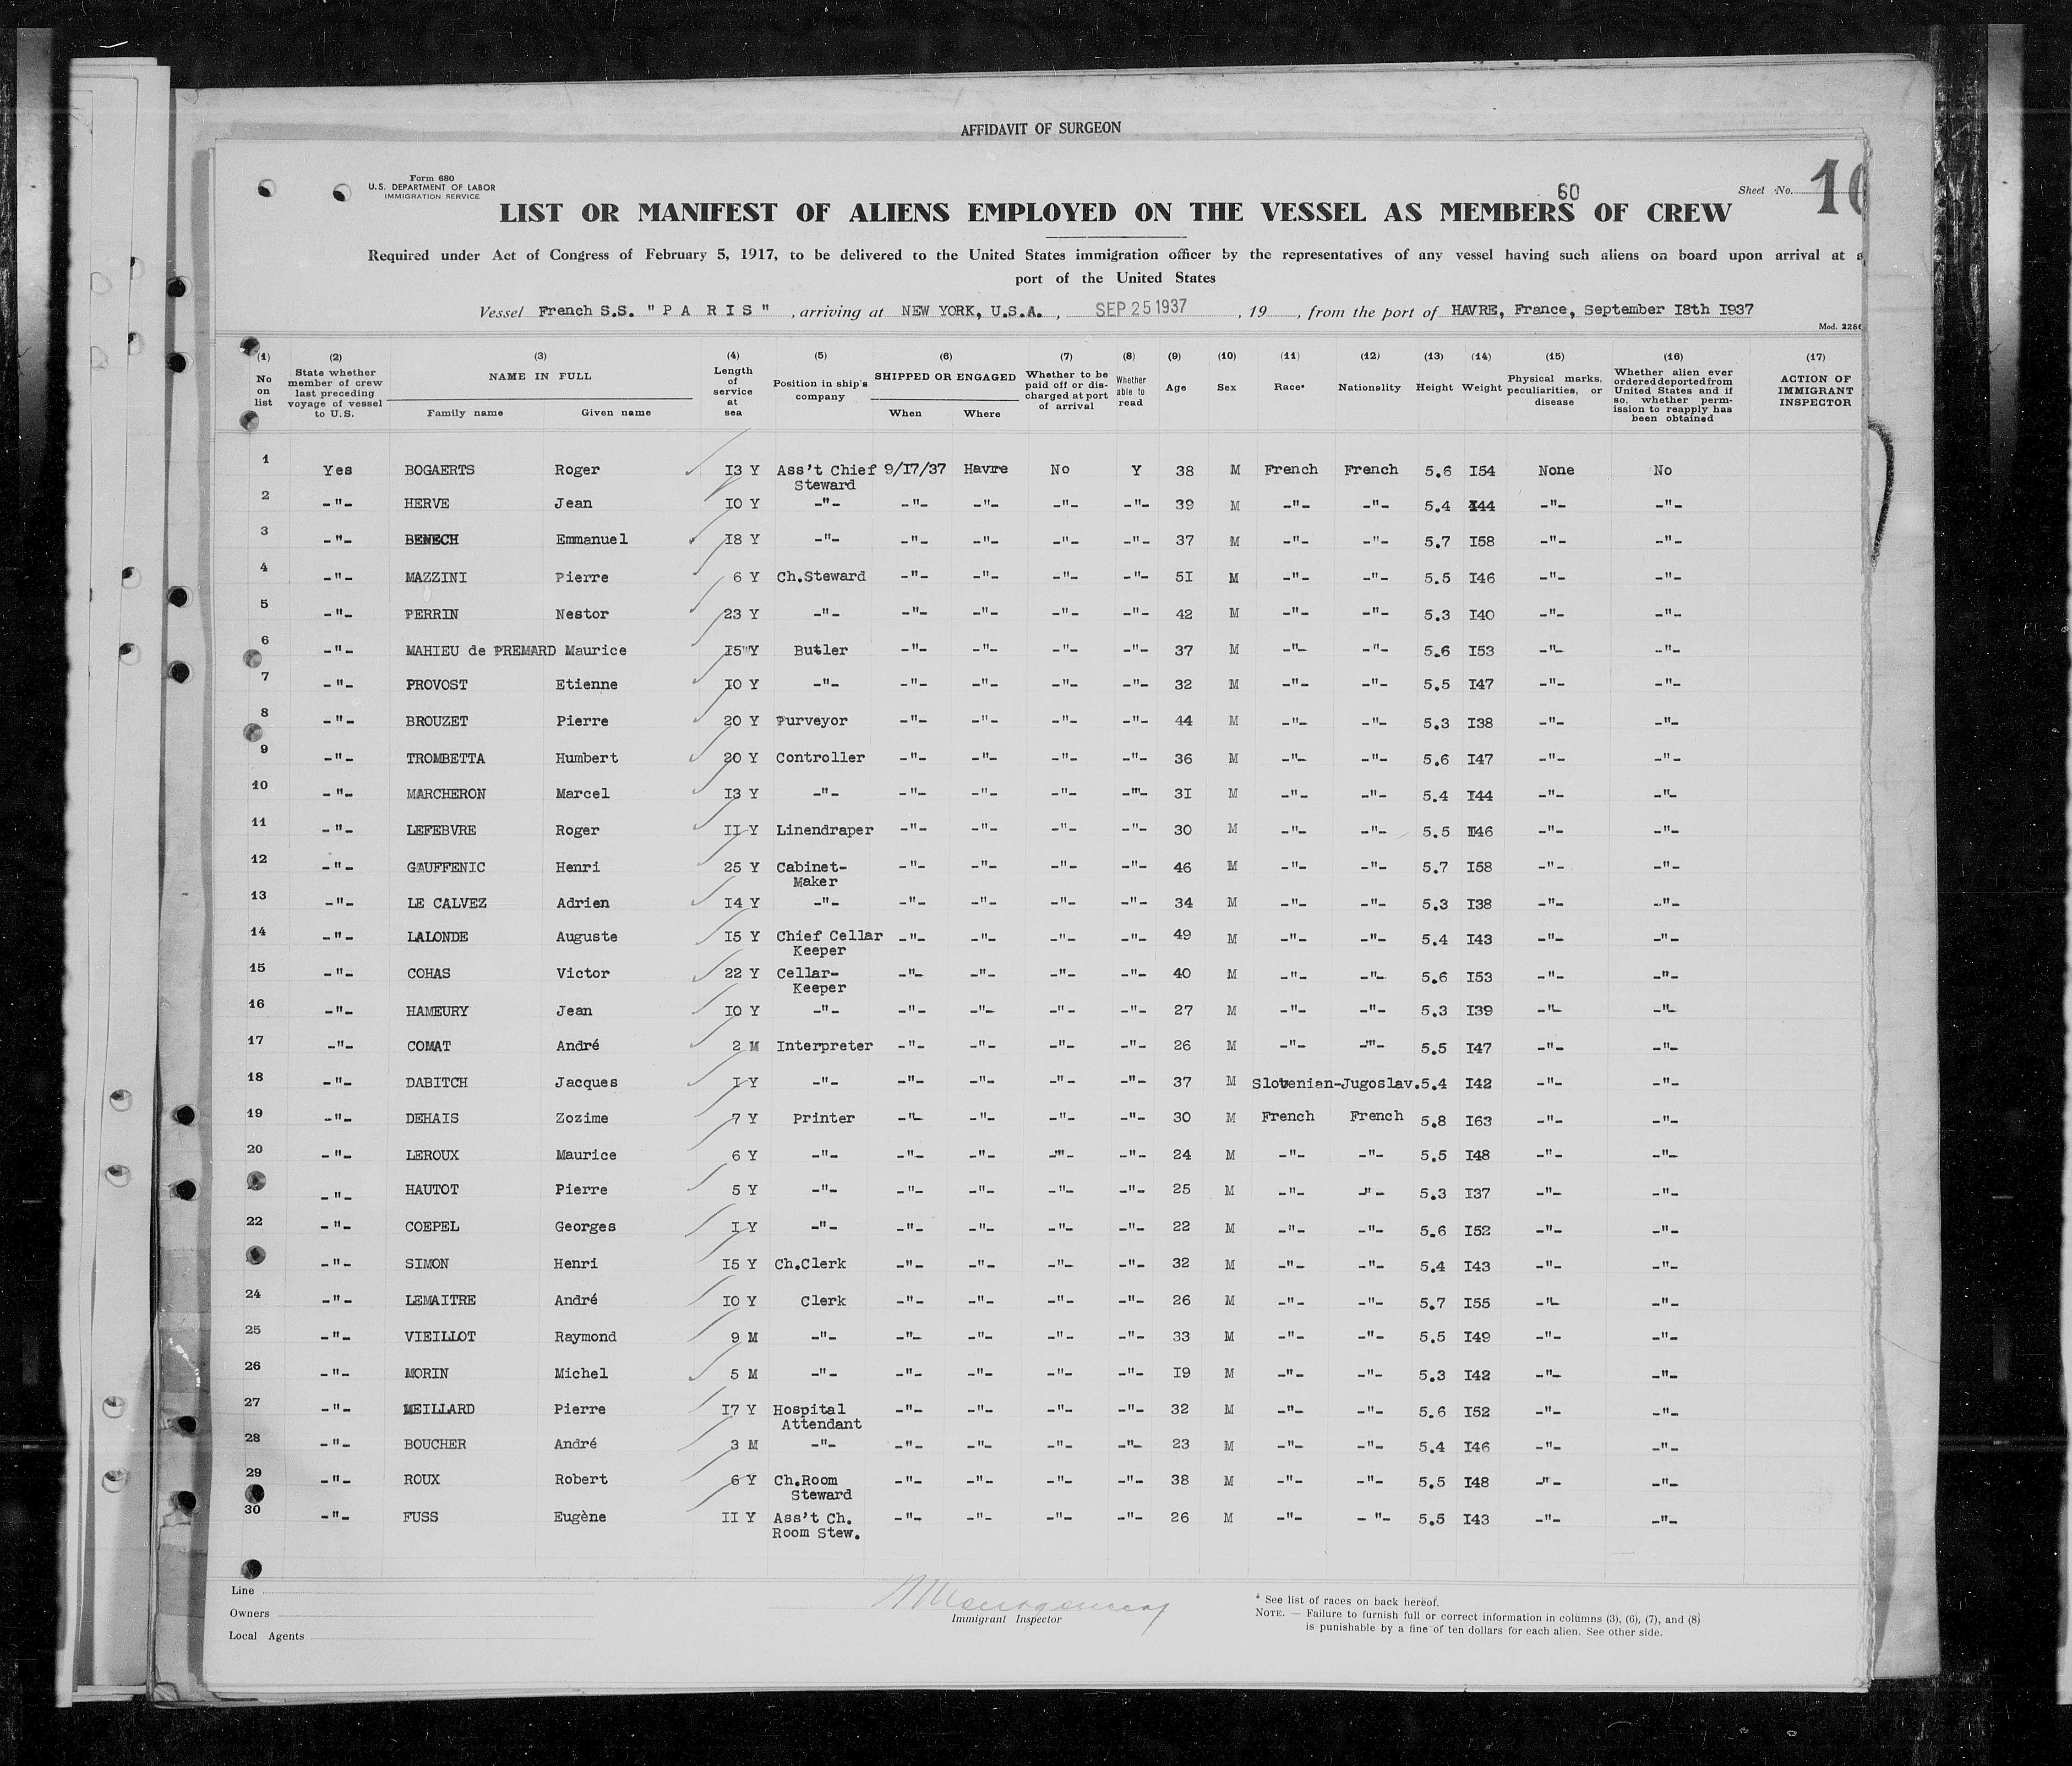 AFFIDAVIT OF SURGEON
Form 680
U.S. DEPARTMENT OF LABOR
IMMIGRATION SERVICE
60
Sheet No. 10
LIST OR MANIFEST OF ALIENS EMPLOYED ON THE VESSEL AS MEMBERS OF CREW
Required under Act of Congress of February 5, 1917, to be delivered to the United States immigration officer by the representatives of any vessel having such aliens on board upon arrival at a
port of the United States
Vessel French S.S. "P A R I S" , arriving at NEW YORK, U.S.A. , SEP 25 1937 , 19 , from the port of HAVRE, France, September I8th I937
Mod. 2286
(1) No on list (2) State whether member of crew last preceding voyage of vessel to U.S. (3) NAME IN FULL Family name Given name (4) Length of service at sea (5) Position in ship's company (6) SHIPPED OR ENGAGED When Where (7) Whether to be paid off or discharged at port of arrival (8) Whether able to read (9) Age (10) Sex (11) Race* (12) Nationality (13) Height (14) Weight (15) Physical marks, peculiarities, or disease (16) Whether alien ever ordered deported from United States and if so, whether permission to reapply has been obtained (17) ACTION OF IMMIGRANT INSPECTOR
1 Yes BOGAERTS Roger I3 Y Ass't Chief Steward 9/I7/37 Havre No Y 38 M French French 5.6 I54 None No
2 -"- HERVE Jean IO Y -"- -"- -"- -"- -"- 39 M -"- -"- 5.4 I44 -"- -"-
3 -"- BENECH Emmanuel I8 Y -"- -"- -"- -"- -"- 37 M -"- -"- 5.7 I58 -"- -"-
4 -"- MAZZINI Pierre 6 Y Ch.Steward -"- -"- -"- -"- 5I M -"- -"- 5.5 I46 -"- -"-
5 -"- PERRIN Nestor 23 Y -"- -"- -"- -"- -"- 42 M -"- -"- 5.3 I40 -"- -"-
6 -"- MAHIEU de PREMARD Maurice I5 Y Butler -"- -"- -"- -"- 37 M -"- -"- 5.6 I53 -"- -"-
7 -"- PROVOST Etienne IO Y -"- -"- -"- -"- -"- 32 M -"- -"- 5.5 I47 -"- -"-
8 -"- BROUZET Pierre 20 Y Purveyor -"- -"- -"- -"- 44 M -"- -"- 5.3 I38 -"- -"-
9 -"- TROMBETTA Humbert 20 Y Controller -"- -"- -"- -"- 36 M -"- -"- 5.6 I47 -"- -"-
10 -"- MARCHERON Marcel I3 Y -"- -"- -"- -"- -"- 3I M -"- -"- 5.4 I44 -"- -"-
11 -"- LEFEBVRE Roger II Y Linendraper -"- -"- -"- -"- 30 M -"- -"- 5.5 I46 -"- -"-
12 -"- GAUFFENIC Henri 25 Y Cabinet-Maker -"- -"- -"- -"- 46 M -"- -"- 5.7 I58 -"- -"-
13 -"- LE CALVEZ Adrien I4 Y -"- -"- -"- -"- -"- 34 M -"- -"- 5.3 I38 -"- -"-
14 -"- LALONDE Auguste I5 Y Chief Cellar Keeper -"- -"- -"- -"- 49 M -"- -"- 5.4 I43 -"- -"-
15 -"- COHAS Victor 22 Y Cellar-Keeper -"- -"- -"- -"- 40 M -"- -"- 5.6 I53 -"- -"-
16 -"- HAMEURY Jean IO Y -"- -"- -"- -"- -"- 27 M -"- -"- 5.3 I39 -"- -"-
17 -"- COMAT André 2 M Interpreter -"- -"- -"- -"- 26 M -"- -"- 5.5 I47 -"- -"-
18 -"- DABITCH Jacques I Y -"- -"- -"- -"- -"- 37 M Slovenian-Jugoslav. 5.4 I42 -"- -"-
19 -"- DEHAIS Zozime 7 Y Printer -"- -"- -"- -"- 30 M French French 5.8 I63 -"- -"-
20 -"- LEROUX Maurice 6 Y -"- -"- -"- -"- -"- 24 M -"- -"- 5.5 I48 -"- -"-
-"- HAUTOT Pierre 5 Y -"- -"- -"- -"- -"- 25 M -"- -"- 5.3 I37 -"- -"-
22 -"- COEPEL Georges I Y -"- -"- -"- -"- -"- 22 M -"- -"- 5.6 I52 -"- -"-
-"- SIMON Henri I5 Y Ch.Clerk -"- -"- -"- -"- 32 M -"- -"- 5.4 I43 -"- -"-
24 -"- LEMAITRE André IO Y Clerk -"- -"- -"- -"- 26 M -"- -"- 5.7 I55 -"- -"-
25 -"- VIEILLOT Raymond 9 M -"- -"- -"- -"- -"- 33 M -"- -"- 5.5 I49 -"- -"-
26 -"- MORIN Michel 5 M -"- -"- -"- -"- -"- I9 M -"- -"- 5.3 I42 -"- -"-
27 -"- MEILLARD Pierre I7 Y Hospital Attendant -"- -"- -"- -"- 32 M -"- -"- 5.6 I52 -"- -"-
28 -"- BOUCHER André 3 M -"- -"- -"- -"- -"- 23 M -"- -"- 5.4 I46 -"- -"-
29 -"- ROUX Robert 6 Y Ch.Room Steward -"- -"- -"- -"- 38 M -"- -"- 5.5 I48 -"- -"-
30 -"- FUSS Eugène II Y Ass't Ch. Room Stew. -"- -"- -"- -"- 26 M -"- -"- 5.5 I43 -"- -"-
Line
Owners
Local Agents
Immigrant Inspector
* See list of races on back hereof.
NOTE. — Failure to furnish full or correct information in columns (3), (6), (7), and (8)
is punishable by a fine of ten dollars for each alien. See other side.